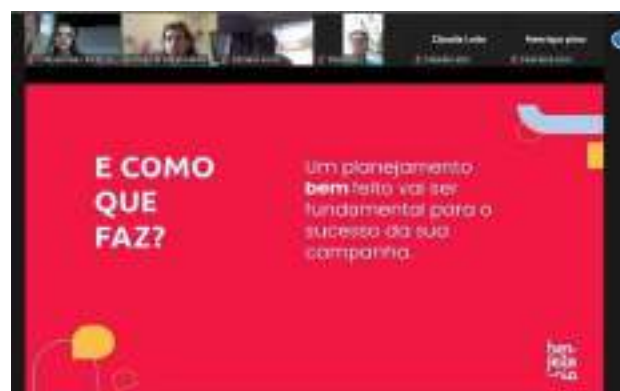 E COMO
QUE
FAZ?
Um planejamento
bem feito vai ser
fundamental para o
sucesso da sua
campanha.